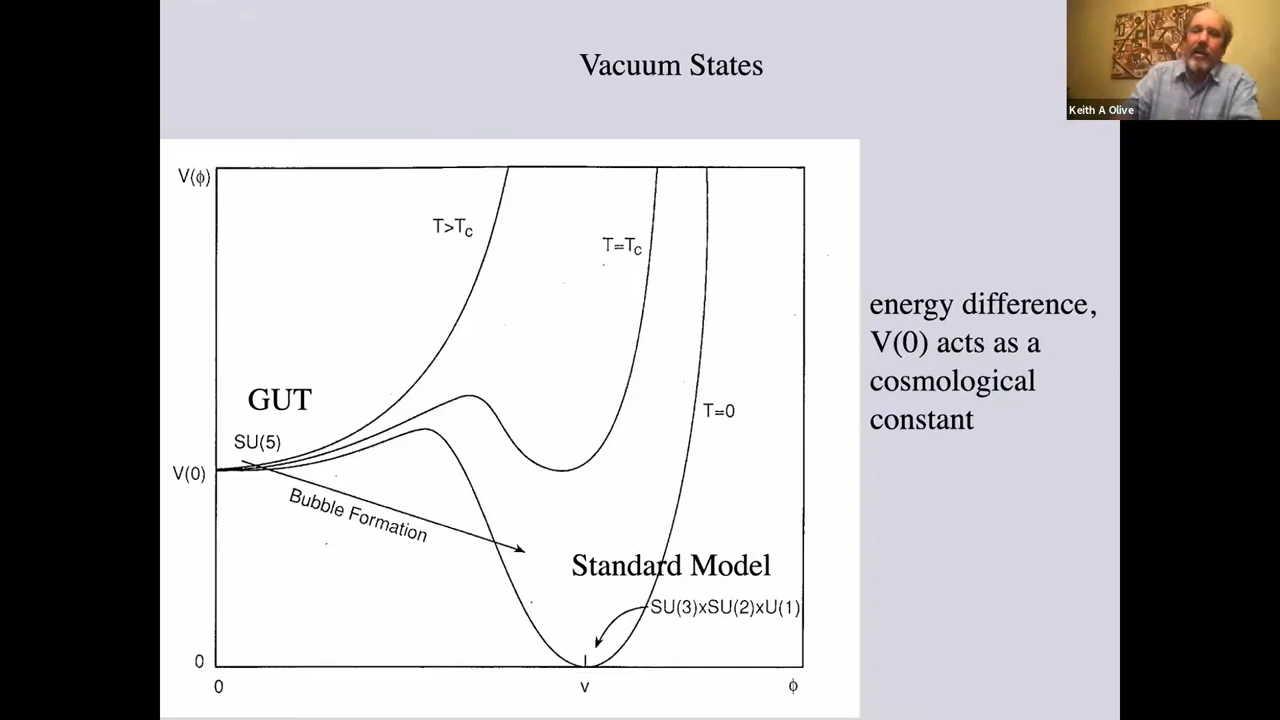 Vacuum States
Keith A Olive
V(ϕ)
T>Tc
T=Tc
energy difference,
V(0) acts as a
cosmological
constant
GUT
T=0
SU(5)
V(0)
Bubble Formation
Standard Model
SU(3)xSU(2)xU(1)
0
0
v
ϕ